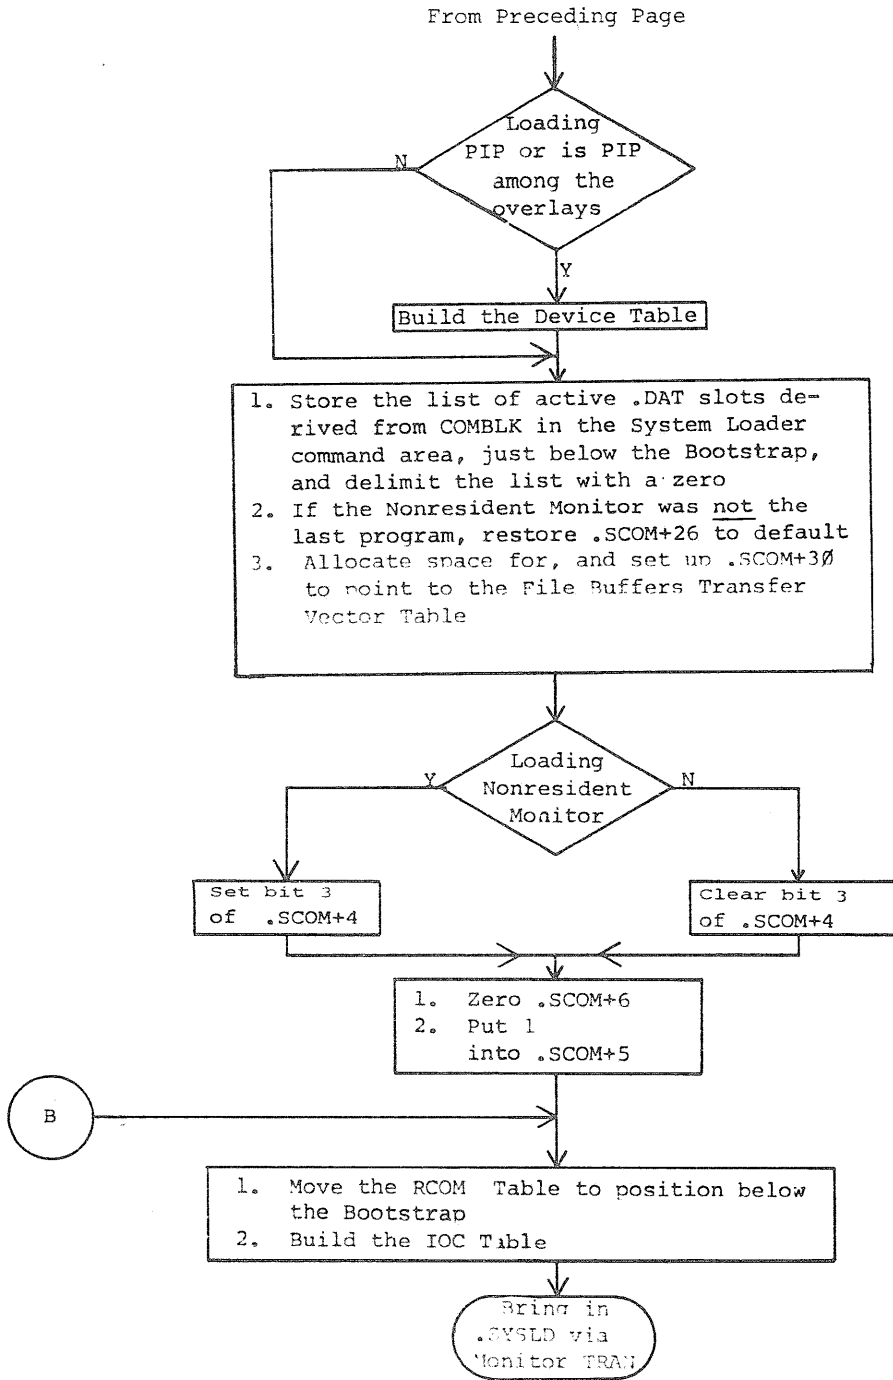 From Preceding Page
Loading
PIP or is PIP
among the
overlays
N
Y
Build the Device Table
1. Store the list of active .DAT slots de-
rived from COMBLK in the System Loader
command area, just below the Bootstrap,
and delimit the list with a zero
2. If the Nonresident Monitor was not the
last program, restore .SCOM+26 to default
3. Allocate space for, and set up .SCOM+3Ø
to point to the File Buffers Transfer
Vector Table
Loading
Nonresident
Monitor
Y
N
Set bit 3
of .SCOM+4
Clear bit 3
of .SCOM+4
1. Zero .SCOM+6
2. Put 1
into .SCOM+5
B
1. Move the RCOM Table to position below
the Bootstrap
2. Build the IOC Table
Bring in
.SYSLD via
Monitor TRAN